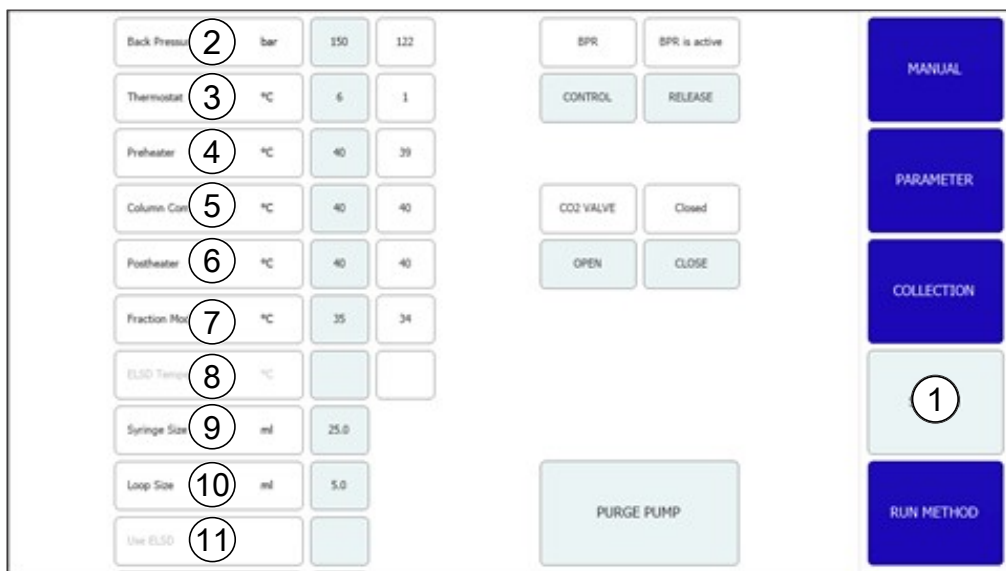 Back Pressu 2 bar 150 122
Thermostat 3 °C 6 1
Preheater 4 °C 40 39
Column Con 5 °C 40 40
Postheater 6 °C 40 40
Fraction Mod 7 °C 35 34
ELSD Tempe 8 °C
Syringe Size 9 ml 25.0
Loop Size 10 ml 5.0
Use ELSD 11
BPR BPR is active
CONTROL RELEASE
CO2 VALVE Closed
OPEN CLOSE
PURGE PUMP
MANUAL
PARAMETER
COLLECTION
1
RUN METHOD